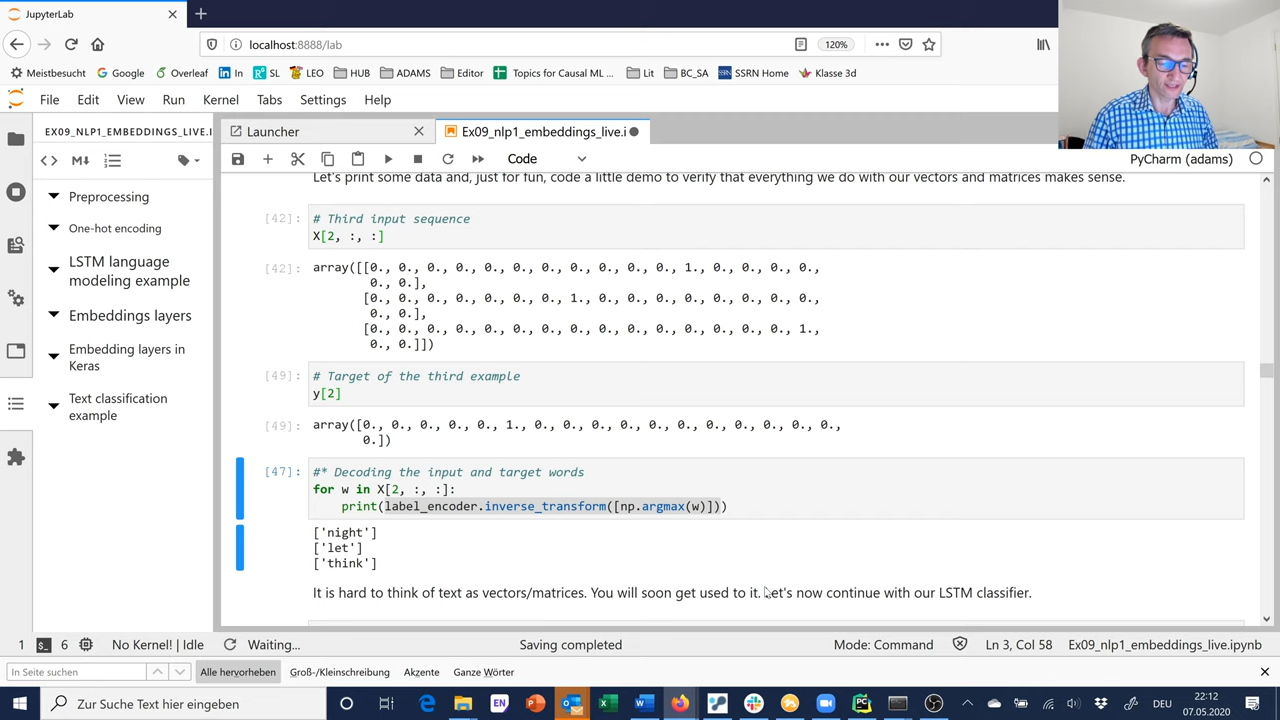 JupyterLab
localhost:8888/lab
120%
Meistbesucht
Google
Overleaf
In
SL
LEO
HUB
ADAMS
Editor
Topics for Causal ML ...
Lit
BC_SA
SSRN Home
Klasse 3d
File Edit View Run Kernel Tabs Settings Help
EX09_NLP1_EMBEDDINGS_LIVE.I
Launcher
Ex09_nlp1_embeddings_live.i
Code
PyCharm (adams)
Preprocessing
One-hot encoding
LSTM language
modeling example
Embeddings layers
Embedding layers in
Keras
Text classification
example
Let's print some data and, just for fun, code a little demo to verify that everything we do with our vectors and matrices makes sense.
[42]: # Third input sequence
X[2, :, :]
[42]: array([[0., 0., 0., 0., 0., 0., 0., 0., 0., 0., 0., 1., 0., 0., 0., 0.,
0., 0.],
[0., 0., 0., 0., 0., 0., 0., 1., 0., 0., 0., 0., 0., 0., 0., 0.,
0., 0.],
[0., 0., 0., 0., 0., 0., 0., 0., 0., 0., 0., 0., 0., 0., 0., 1.,
0., 0.]])
[49]: # Target of the third example
y[2]
[49]: array([0., 0., 0., 0., 0., 1., 0., 0., 0., 0., 0., 0., 0., 0., 0., 0., 0.,
0.])
[47]: #* Decoding the input and target words
for w in X[2, :, :]:
print(label_encoder.inverse_transform([np.argmax(w)]))
['night']
['let']
['think']
It is hard to think of text as vectors/matrices. You will soon get used to it. Let's now continue with our LSTM classifier.
1 6 No Kernel! | Idle Waiting... Saving completed Mode: Command Ln 3, Col 58 Ex09_nlp1_embeddings_live.ipynb
In Seite suchen Alle hervorheben Groß-/Kleinschreibung Akzente Ganze Wörter
Zur Suche Text hier eingeben
EN
DEU
22:12
07.05.2020